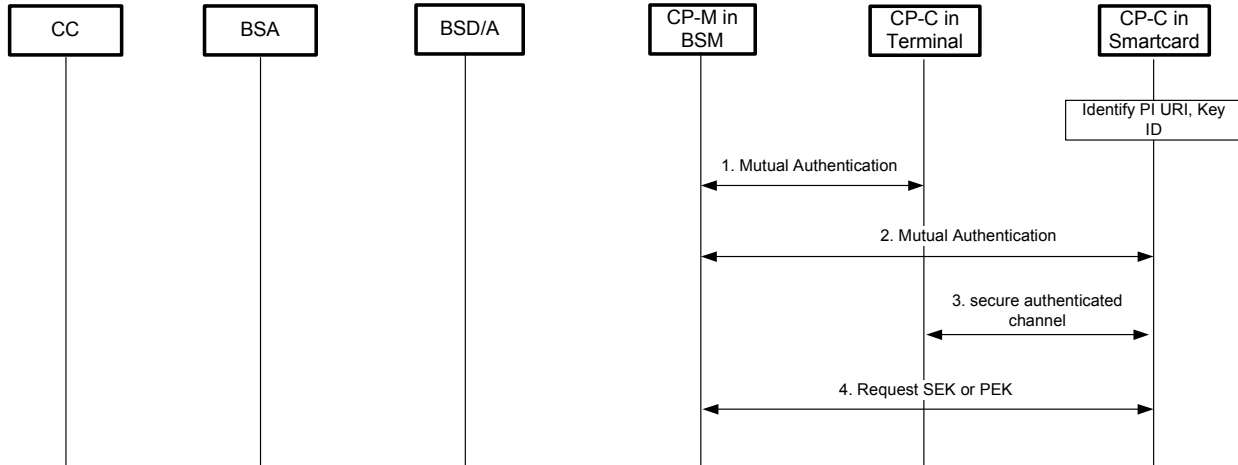 CC
BSA
BSD/A
CP-M in
BSM
CP-C in
Terminal
CP-C in
Smartcard
Identify PI URI, Key
ID
1. Mutual Authentication
2. Mutual Authentication
3. secure authenticated
channel
4. Request SEK or PEK